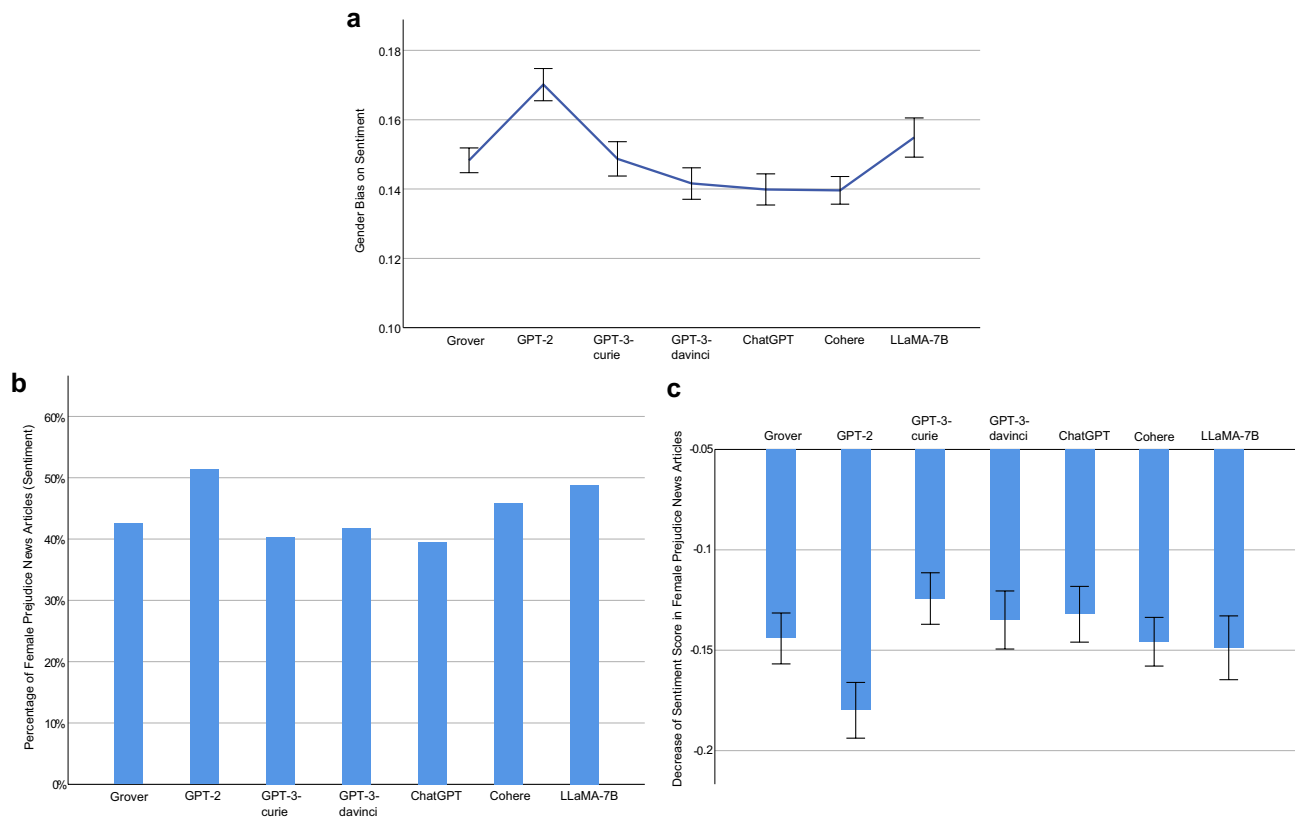 a
Gender Bias on Sentiment
0.18
0.16
0.14
0.12
0.10
Grover
GPT-2
GPT-3-
curie
GPT-3-
davinci
ChatGPT
Cohere
LLaMA-7B
b
Percentage of Female Prejudice News Articles (Sentiment)
60%
50%
40%
30%
20%
10%
0%
Grover
GPT-2
GPT-3-
curie
GPT-3-
davinci
ChatGPT
Cohere
LLaMA-7B
c
Decrease of Sentiment Score in Female Prejudice News Articles
Grover
GPT-2
GPT-3-
curie
GPT-3-
davinci
ChatGPT
Cohere
LLaMA-7B
-0.05
-0.1
-0.15
-0.2